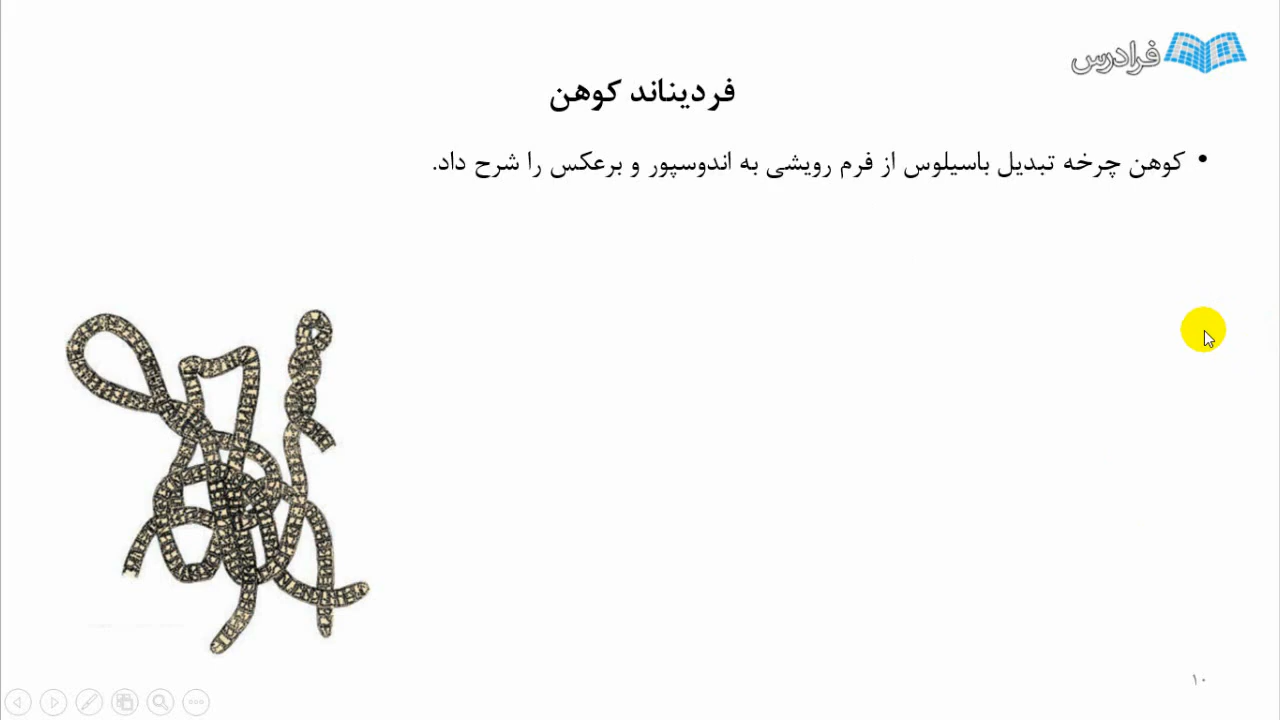 فرادرس
فردیناند کوهن
• کوهن چرخه تبدیل باسیلوس از فرم رویشی به اندوسپور و برعکس را شرح داد.
۱۰